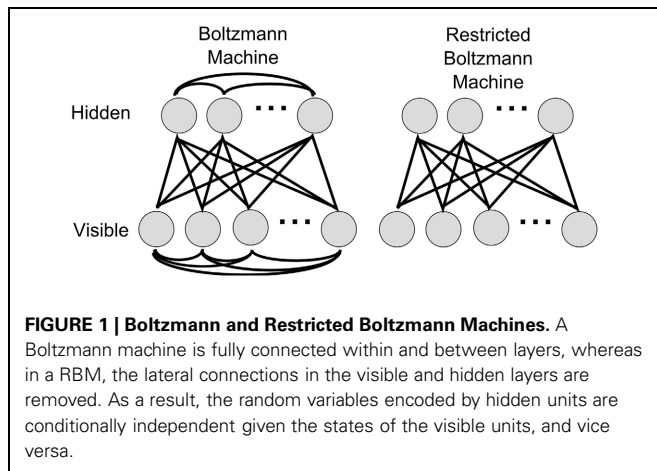 Boltzmann
Machine
Restricted
Boltzmann
Machine
Hidden
Visible
FIGURE 1 | Boltzmann and Restricted Boltzmann Machines. A
Boltzmann machine is fully connected within and between layers, whereas
in a RBM, the lateral connections in the visible and hidden layers are
removed. As a result, the random variables encoded by hidden units are
conditionally independent given the states of the visible units, and vice
versa.